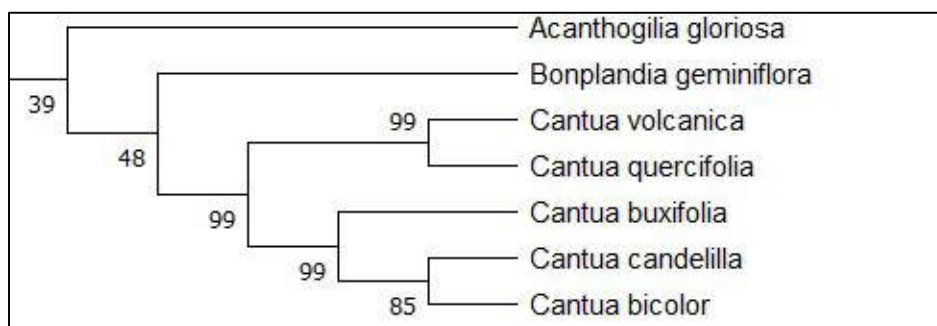 Acanthogilia gloriosa
Bonplandia geminiflora
39
99
Cantua volcanica
48
Cantua quercifolia
99
Cantua buxifolia
99
Cantua candelilla
85
Cantua bicolor